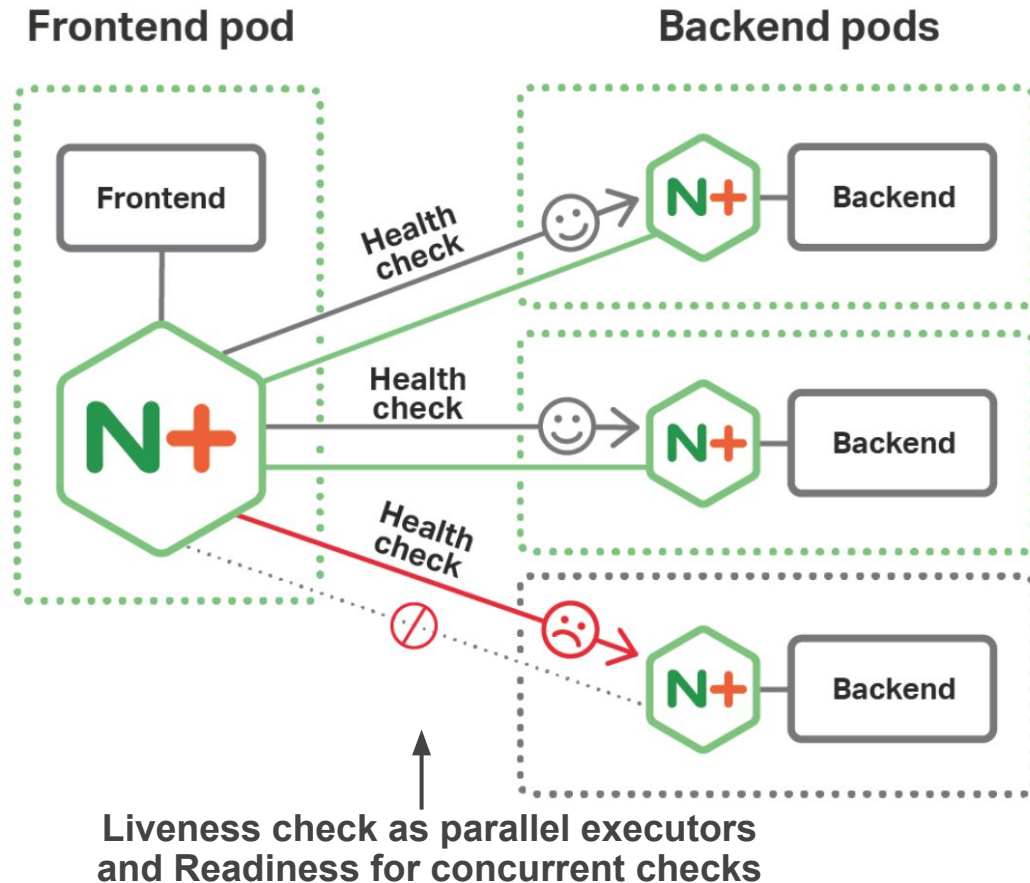 Frontend pod
Backend pods
Frontend
Health
check
N+
Backend
Health
check
N+
N+
Backend
Health
check
N+
Backend
Liveness check as parallel executors
and Readiness for concurrent checks